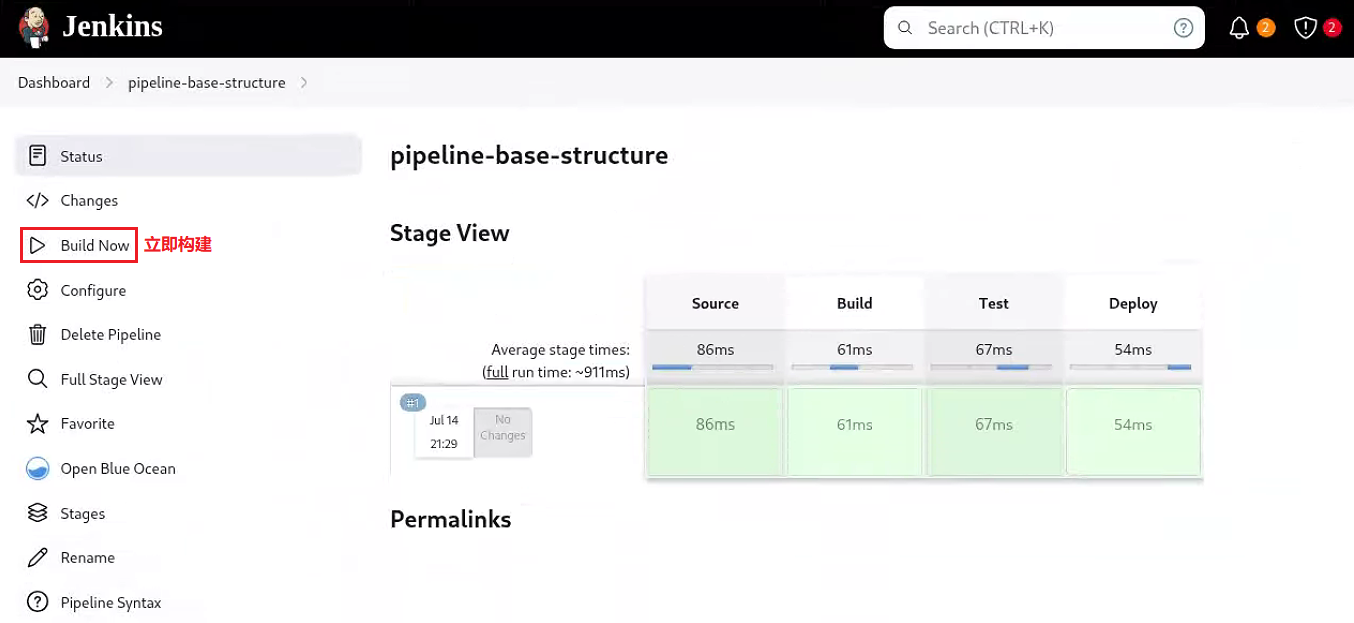 Jenkins
Search (CTRL+K)
?
2
2
Dashboard
pipeline-base-structure
Status
Changes
Build Now 立即构建
Configure
Delete Pipeline
Full Stage View
Favorite
Open Blue Ocean
Stages
Rename
Pipeline Syntax
pipeline-base-structure
Stage View
Source Build Test Deploy
Average stage times: 86ms 61ms 67ms 54ms
(full run time: ~911ms)
#1
Jul 14
21:29
No
Changes
86ms 61ms 67ms 54ms
Permalinks